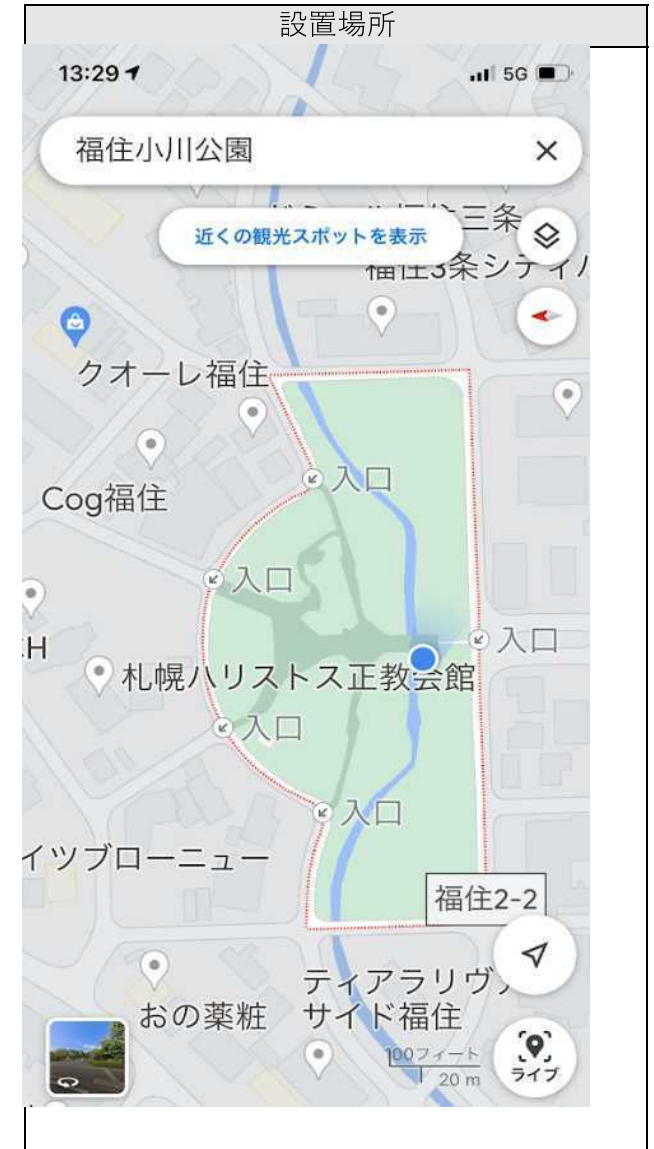 設置場所
13:29
5G
福住小川公園
三条
近くの観光スポットを表示
福住3条シティ
クオーレ福住
入口
Cog福住
入口
入口
H
札幌ハリストス正教会館
入口
入口
イツブローニュー
福住2-2
ティアラリヴァ
サイド福住
おの薬粧
100フィート
20 m
ライブ